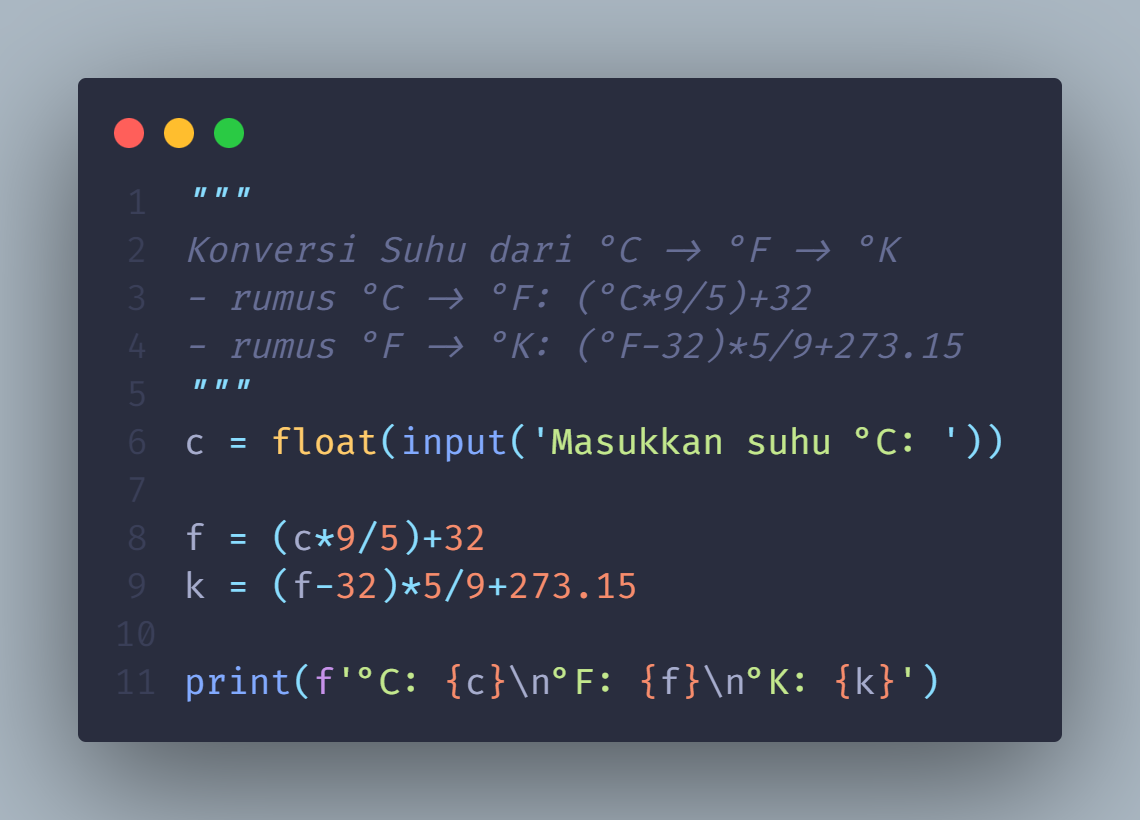 1 """
2 Konversi Suhu dari °C -> °F -> °K
3 - rumus °C -> °F: (°C*9/5)+32
4 - rumus °F -> °K: (°F-32)*5/9+273.15
5 """
6 c = float(input('Masukkan suhu °C: '))
7
8 f = (c*9/5)+32
9 k = (f-32)*5/9+273.15
10
11 print(f'°C: {c}\n°F: {f}\n°K: {k}')